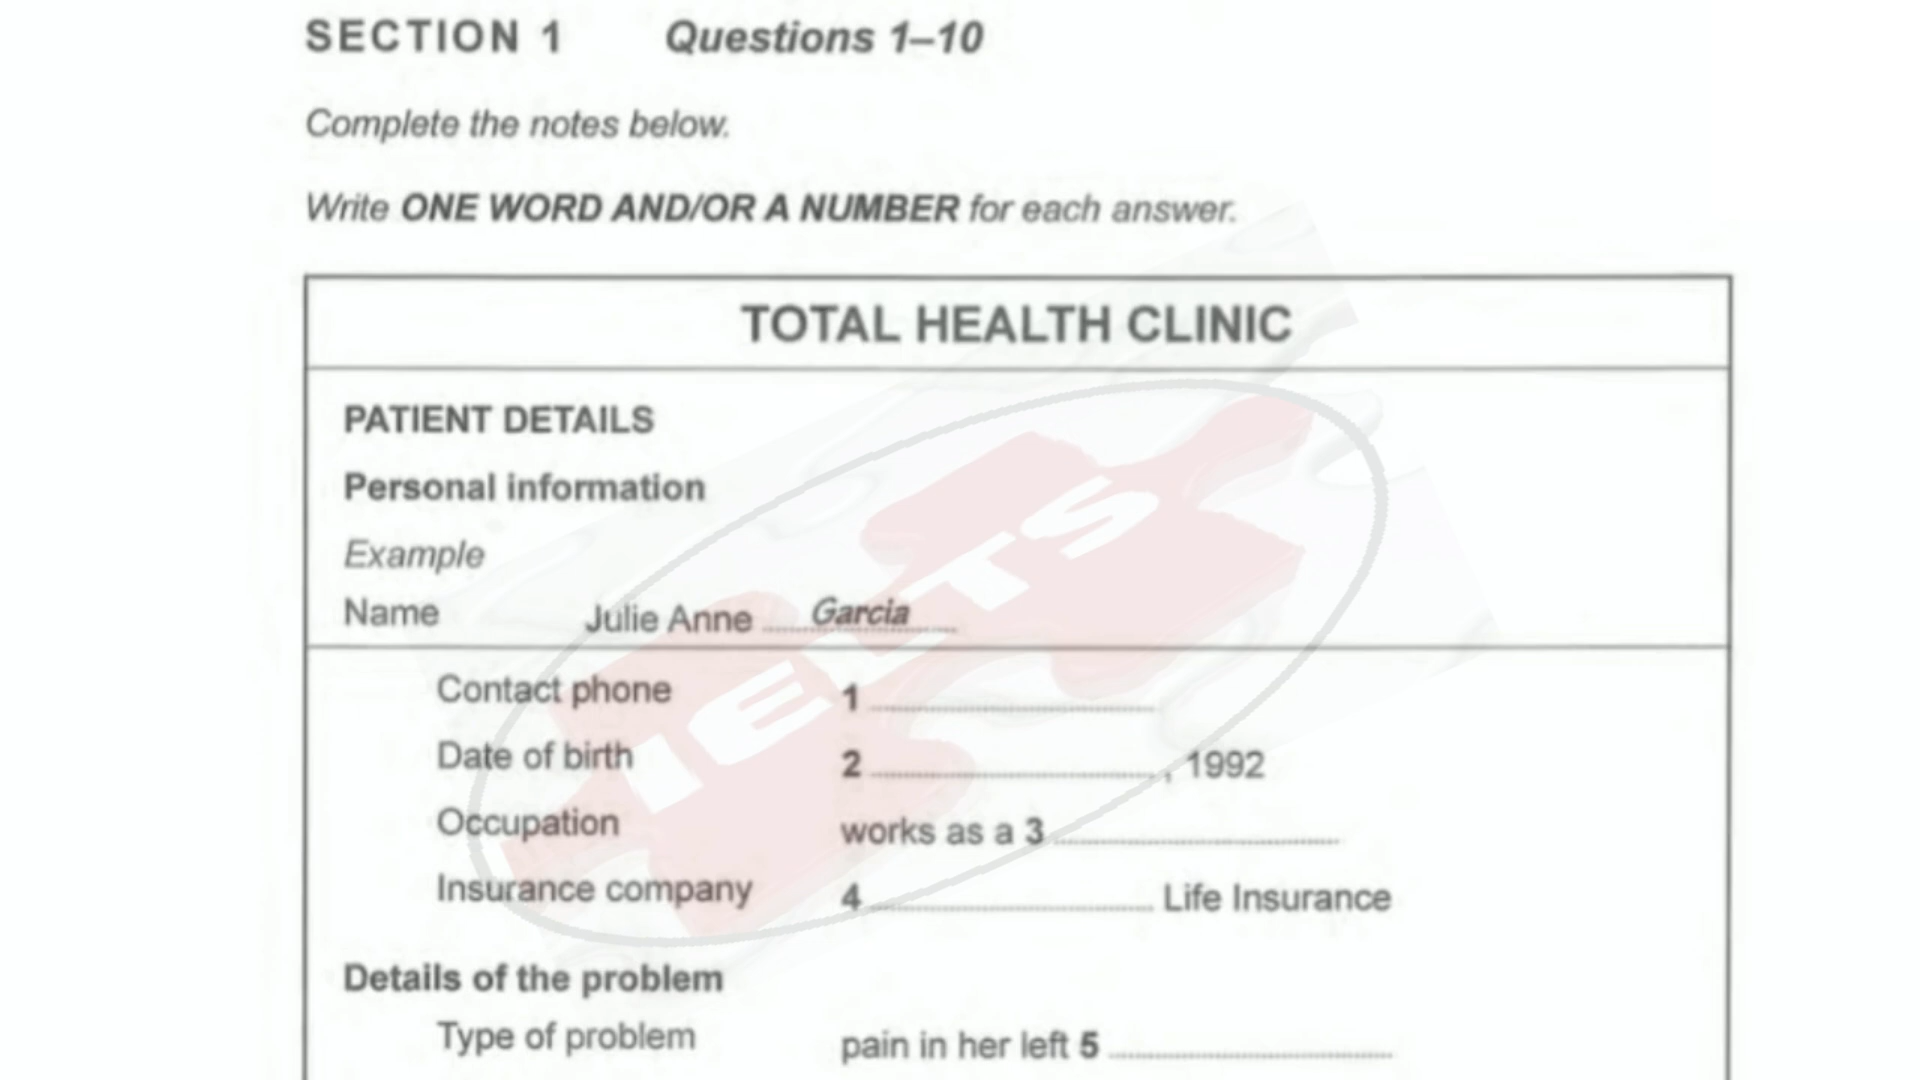 SECTION 1 Questions 1–10
Complete the notes below.
Write ONE WORD AND/OR A NUMBER for each answer.
TOTAL HEALTH CLINIC
PATIENT DETAILS
Personal information
Example
Name Julie Anne Garcia
Contact phone 1
Date of birth 2 , 1992
Occupation works as a 3
Insurance company 4 Life Insurance
Details of the problem
Type of problem pain in her left 5
IELTS